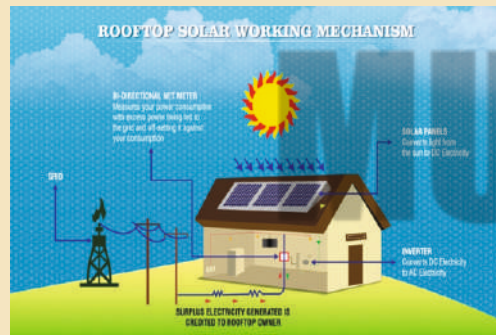 ROOFTOP SOLAR WORKING MECHANISM
BI-DIRECTIONAL NET METER
Measures your power consumption
with excess power being fed to
the grid and off-setting it against
your consumption
SOLAR PANELS
Converts light from
the sun to DC Electricity
GRID
INVERTER
Converts DC Electricity
to AC Electricity
SURPLUS ELECTRICITY GENERATED IS
CREDITED TO ROOFTOP OWNER
MU